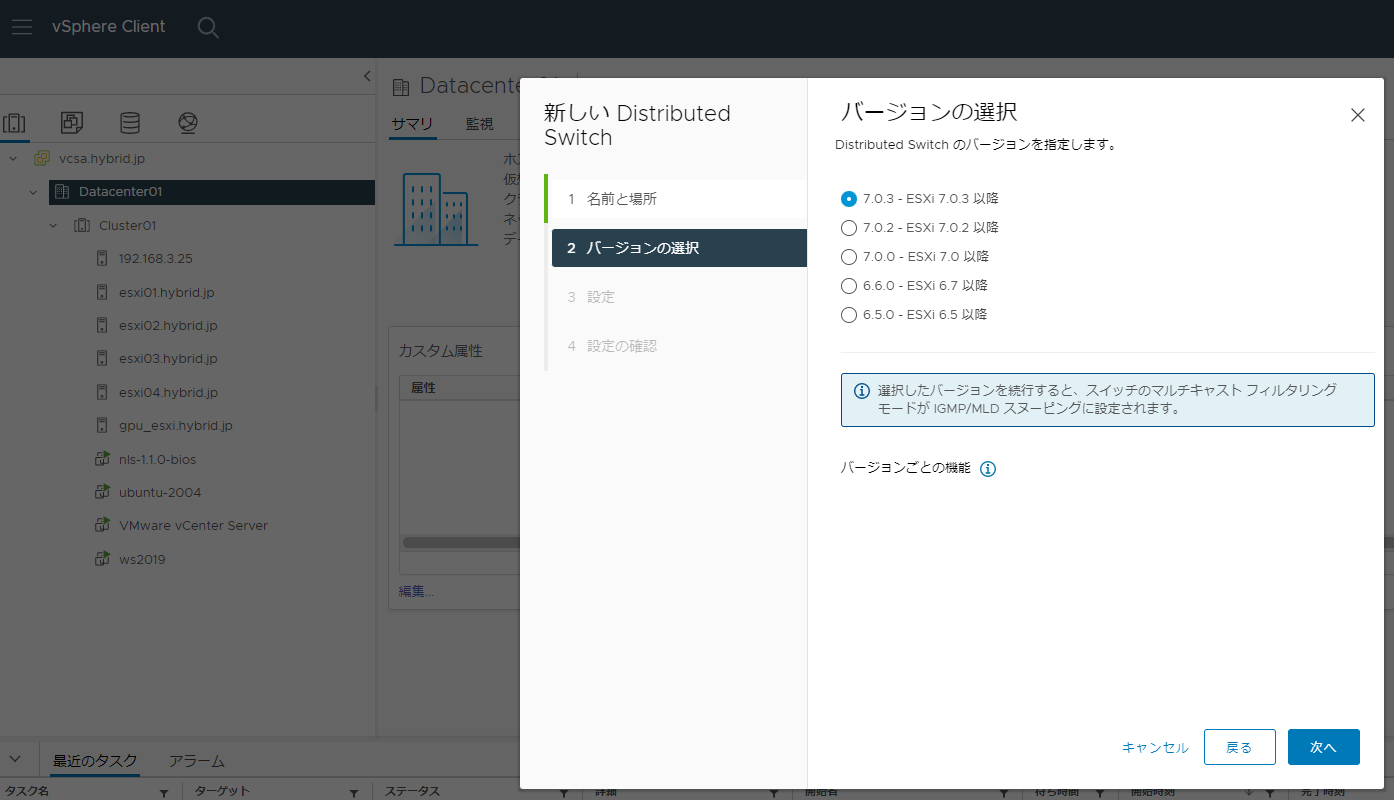 vSphere Client
vcsa.hybrid.jp
Datacenter01
Cluster01
192.168.3.25
esxi01.hybrid.jp
esxi02.hybrid.jp
esxi03.hybrid.jp
esxi04.hybrid.jp
gpu_esxi.hybrid.jp
nls-1.1.0-bios
ubuntu-2004
VMware vCenter Server
ws2019
サマリ
監視
カスタム属性
属性
編集...
新しい Distributed
Switch
1 名前と場所
2 バージョンの選択
3 設定
4 設定の確認
バージョンの選択
Distributed Switch のバージョンを指定します。
7.0.3 - ESXi 7.0.3 以降
7.0.2 - ESXi 7.0.2 以降
7.0.0 - ESXi 7.0 以降
6.6.0 - ESXi 6.7 以降
6.5.0 - ESXi 6.5 以降
選択したバージョンを続行すると、スイッチのマルチキャスト フィルタリング
モードが IGMP/MLD スヌーピングに設定されます。
バージョンごとの機能
キャンセル
戻る
次へ
最近のタスク
アラーム
タスク名
ターゲット
ステータス
詳細
開始者
待ち時間
開始時刻
完了時刻